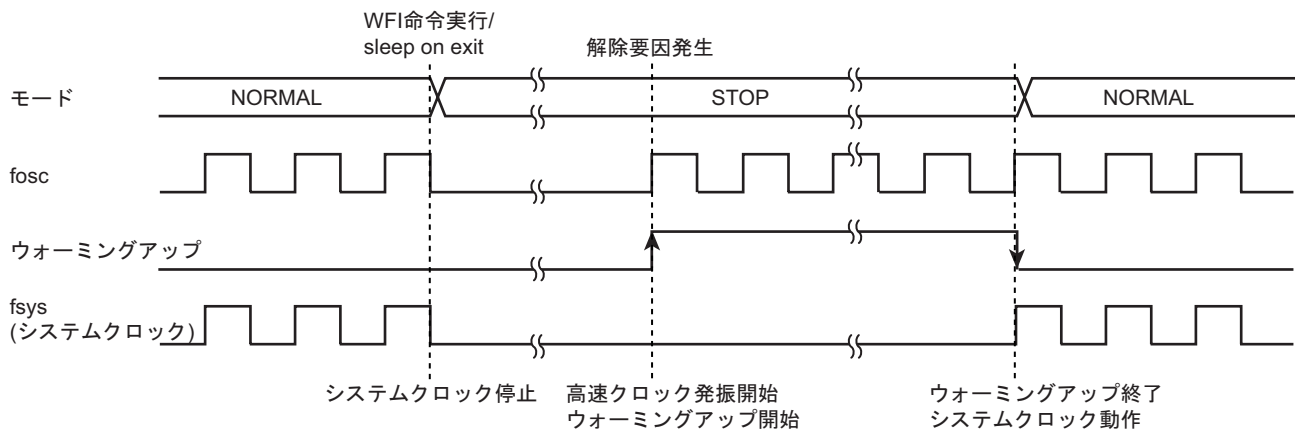 WFI命令実行/
sleep on exit
解除要因発生
モード
NORMAL
STOP
NORMAL
fosc
ウォーミングアップ
fsys
(システムクロック)
システムクロック停止
高速クロック発振開始
ウォーミングアップ開始
ウォーミングアップ終了
システムクロック動作